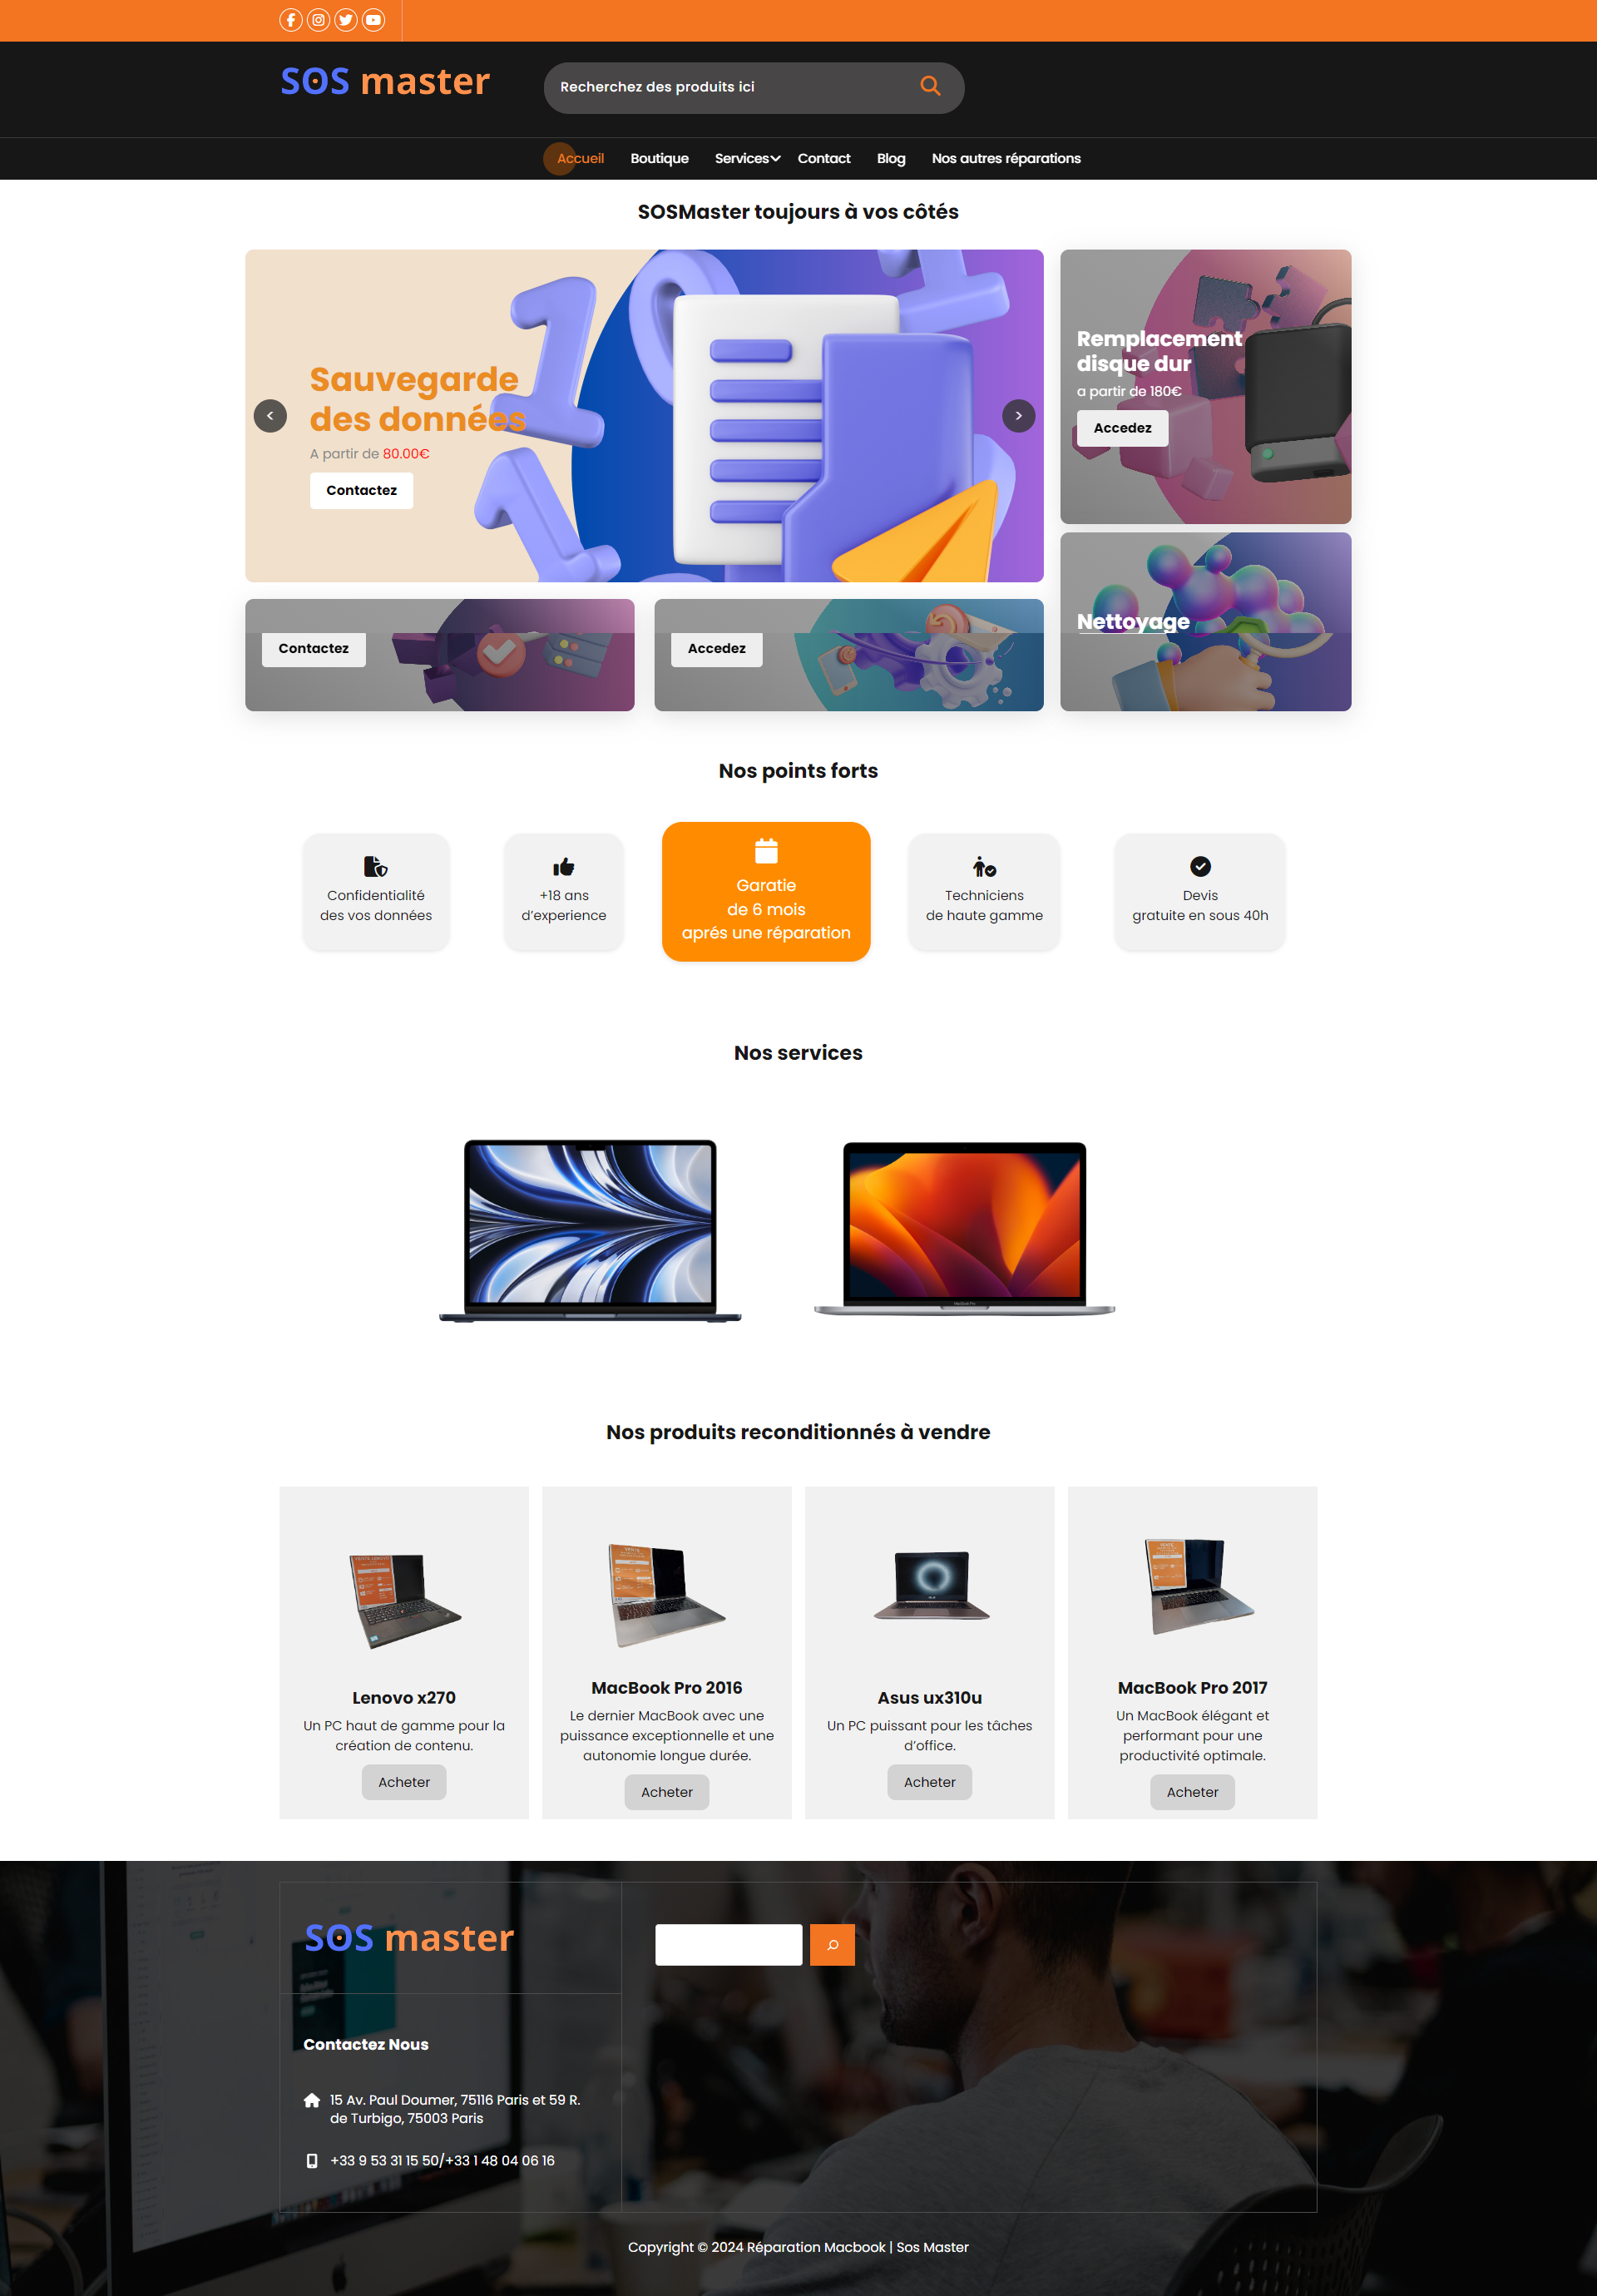 SOS master
Recherchez des produits ici
Accueil
Boutique
Services
Contact
Blog
Nos autres réparations
SOSMaster toujours à vos côtés
Sauvegarde
des données
A partir de 80.00€
Contactez
Remplacement
disque dur
a partir de 180€
Accedez
Nettoyage
Contactez
Accedez
Nos points forts
Confidentialité
des vos données
+18 ans
d’experience
Garatie
de 6 mois
aprés une réparation
Techniciens
de haute gamme
Devis
gratuite en sous 40h
Nos services
Nos produits reconditionnés à vendre
Lenovo x270
Un PC haut de gamme pour la
création de contenu.
Acheter
MacBook Pro 2016
Le dernier MacBook avec une
puissance exceptionnelle et une
autonomie longue durée.
Acheter
Asus ux310u
Un PC puissant pour les tâches
d’office.
Acheter
MacBook Pro 2017
Un MacBook élégant et
performant pour une
productivité optimale.
Acheter
SOS master
Contactez Nous
15 Av. Paul Doumer, 75116 Paris et 59 R.
de Turbigo, 75003 Paris
+33 9 53 31 15 50/+33 1 48 04 06 16
Copyright © 2024 Réparation Macbook | Sos Master